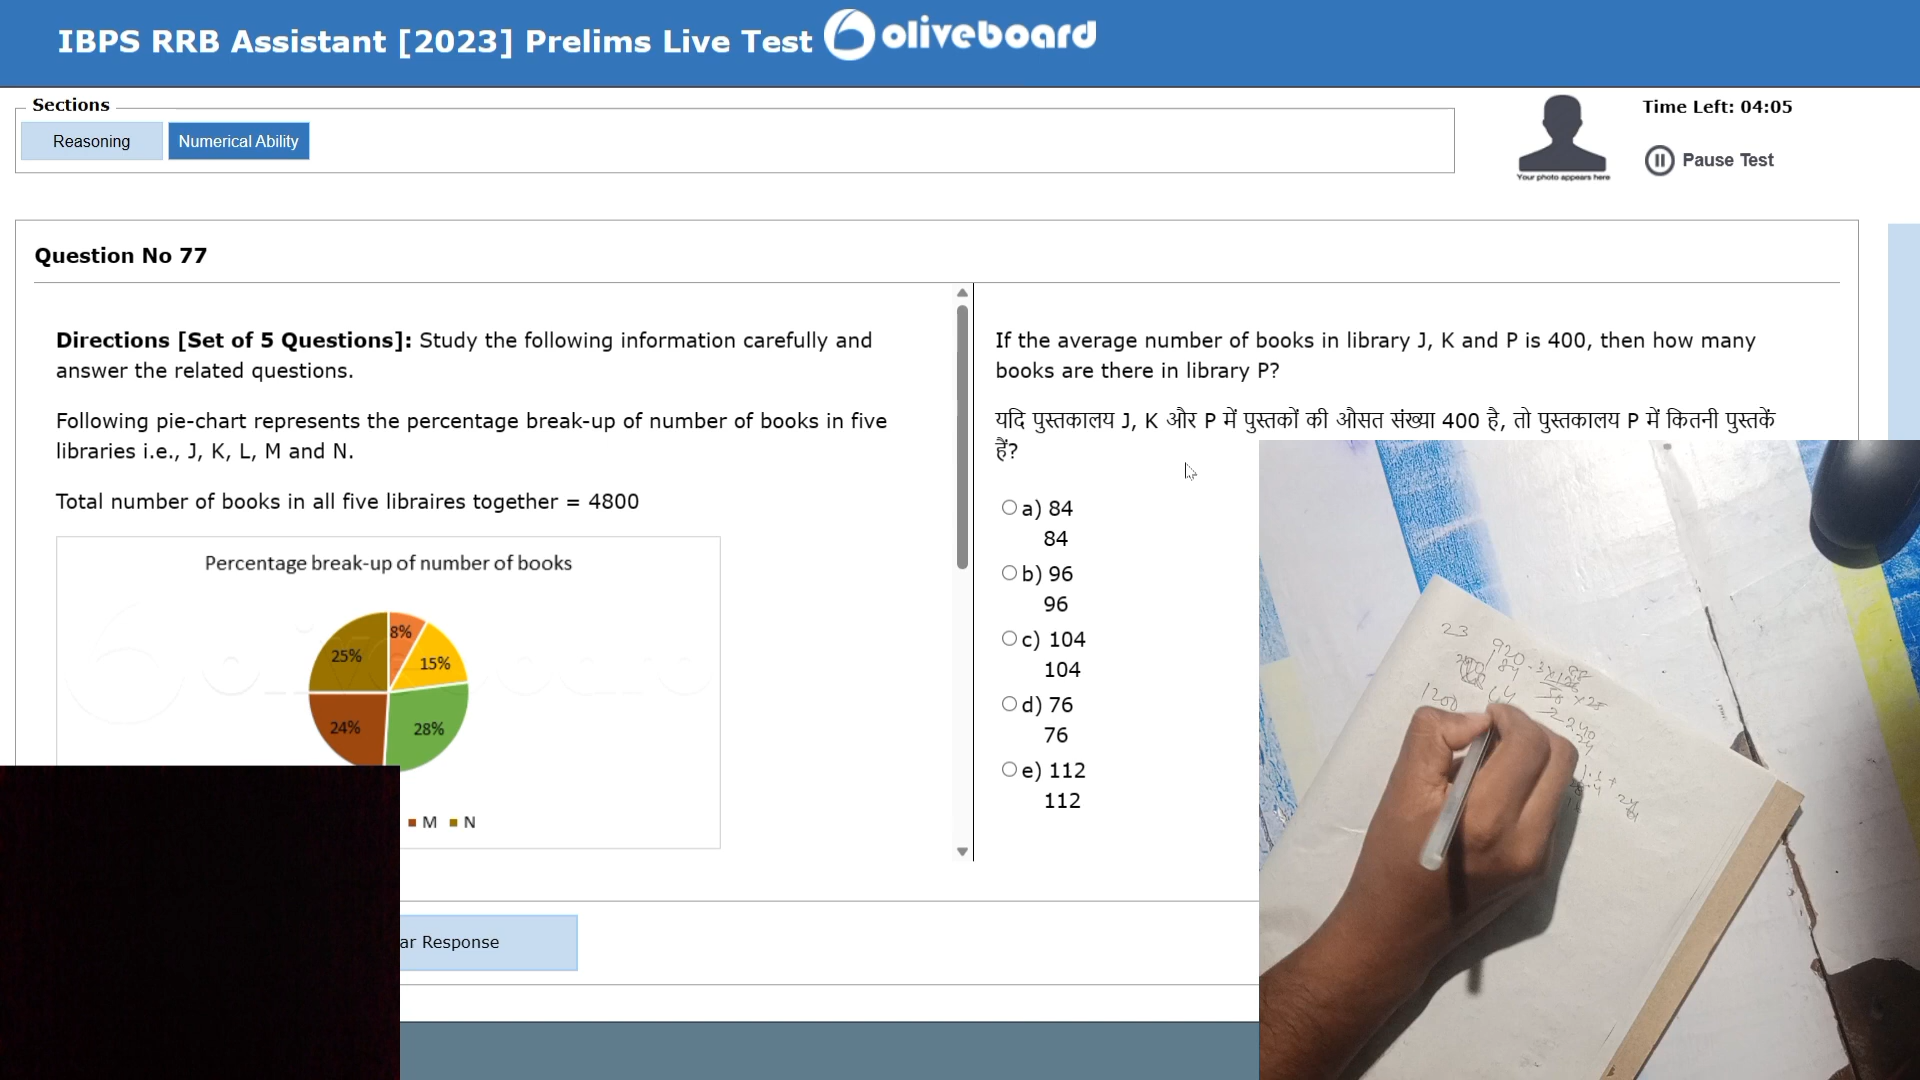 IBPS RRB Assistant [2023] Prelims Live Test oliveboard
Sections
Reasoning
Numerical Ability
Your photo appears here
Time Left: 04:05
Pause Test
Question No 77
Directions [Set of 5 Questions]: Study the following information carefully and
answer the related questions.
Following pie-chart represents the percentage break-up of number of books in five
libraries i.e., J, K, L, M and N.
Total number of books in all five libraires together = 4800
Percentage break-up of number of books
8%
25%
15%
24%
28%
M N
ar Response
If the average number of books in library J, K and P is 400, then how many
books are there in library P?
यदि पुस्तकालय J, K और P में पुस्तकों की औसत संख्या 400 है, तो पुस्तकालय P में कितनी पुस्तकें
हैं?
a) 84
84
b) 96
96
c) 104
104
d) 76
76
e) 112
112
23
920
1200